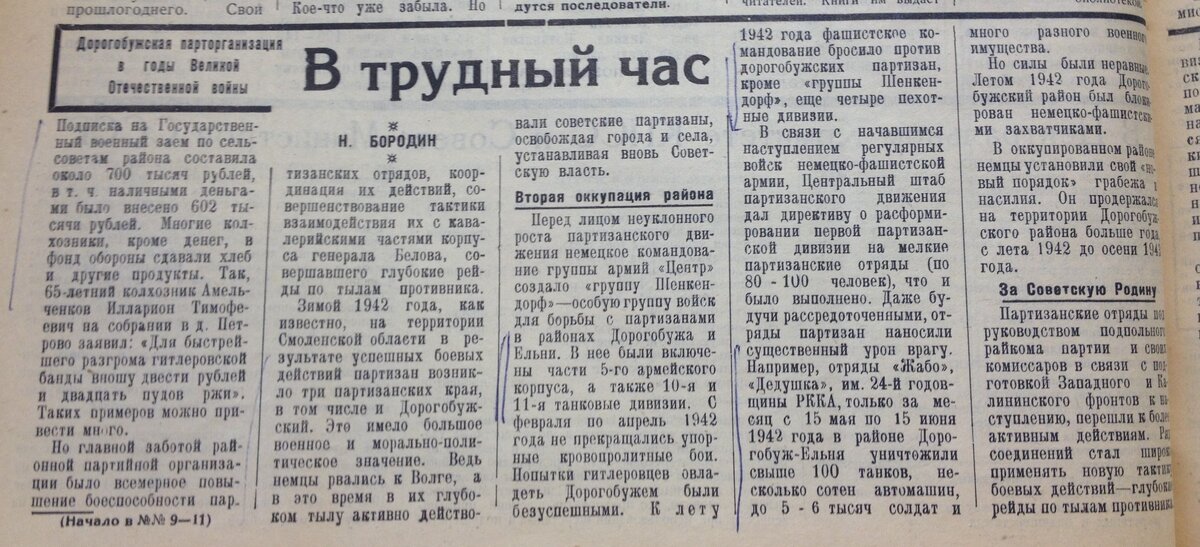 прошлогоднего. Свой
Кое-что уже забыла. Но
дутся последователи.
читателей. Книги им выдаст
Дорогобужская парторганизация
в годы Великой
Отечественной войны
В трудный час
Подписка на Государствен-
ный военный заем по сель-
советам района составила
около 700 тысяч рублей,
в т. ч. наличными деньга-
ми было внесено 602 ты-
сячи рублей. Многие кол-
хозники, кроме денег, в
фонд обороны сдавали хлеб
и другие продукты. Так,
65-летний колхозник Амель-
ченков Илларион Тимофе-
евич на собрании в д. Пет-
рово заявил: «Для быстрей-
шего разгрома гитлеровской
банды вношу двести рублей
и двадцать пудов ржи».
Таких примеров можно при-
вести много.
Но главной заботой рай-
онной партийной организа-
ции было всемерное повы-
шение боеспособности пар.
(Начало в №№ 9—11)
Н. БОРОДИН
тизанских отрядов, коор-
динация их действий, со-
вершенствование тактики
взаимодействия их с кава-
лерийскими частями корпу-
са генерала Белова, со-
вершавшего глубокие рей-
ды по тылам противника.
Зимой 1942 года, как
известно, на территории
Смоленской области в ре-
зультате успешных боевых
действий партизан возник-
ло три партизанских края,
в том числе и Дорогобуж-
ский. Это имело большое
военное и морально-поли-
тическое значение. Ведь
немцы рвались к Волге, а
в это время в их глубо-
ком тылу активно действо-
вали советские партизаны,
освобождая города и села,
устанавливая вновь Совет-
скую власть.
Вторая оккупация района
Перед лицом неуклонного
роста партизанского дви-
жения немецкое командование
группы армий «Центр»
создало «группу Шенкен-
дорф»—особую группу войск
для борьбы с партизанами
в районах Дорогобужа и
Ельни. В нее были включе-
ны части 5-го армейского
корпуса, а также 10-я и
11-я танковые дивизии. С
февраля по апрель 1942
года не прекращались упор-
ные кровопролитные бои.
Попытки гитлеровцев овла-
деть Дорогобужем были
безуспешными. К лету
1942 года фашистское ко-
мандование бросило против
дорогобужских партизан,
кроме «группы Шенкен-
дорф», еще четыре пехот-
ные дивизии.
В связи с начавшимся
наступлением регулярных
войск немецко-фашистской
армии, Центральный штаб
партизанского движения
дал директиву о расформи-
ровании первой партизан-
ской дивизии на мелкие
партизанские отряды (по
80 - 100 человек), что и
было выполнено. Даже бу-
дучи рассредоточенными, от-
ряды партизан наносили
существенный урон врагу.
Например, отряды «Жабо»,
«Дедушка», им. 24-й годов-
щины РККА, только за ме-
сяц с 15 мая по 15 июня
1942 года в районе Доро-
гобуж-Ельня уничтожили
свыше 100 танков, не-
сколько сотен автомашин,
до 5 - 6 тысяч солдат и
много разного военного
имущества.
Но силы были неравные.
Летом 1942 года Дорого-
бужский район был блоки-
рован немецко-фашистски-
ми захватчиками.
В оккупированном районе
немцы установили свой «но-
вый порядок» грабежа и
насилия. Он продержался
на территории Дорогобуж-
ского района больше года,
с лета 1942 до осени 1943
года.
За Советскую Родину
Партизанские отряды под
руководством подпольного
райкома партии и своих
комиссаров в связи с под-
готовкой Западного и Ка-
лининского фронтов к на-
ступлению, перешли к более
активным действиям. Ряд
соединений стал широко
применять новую тактику
боевых действий—глубокие
рейды по тылам противника.